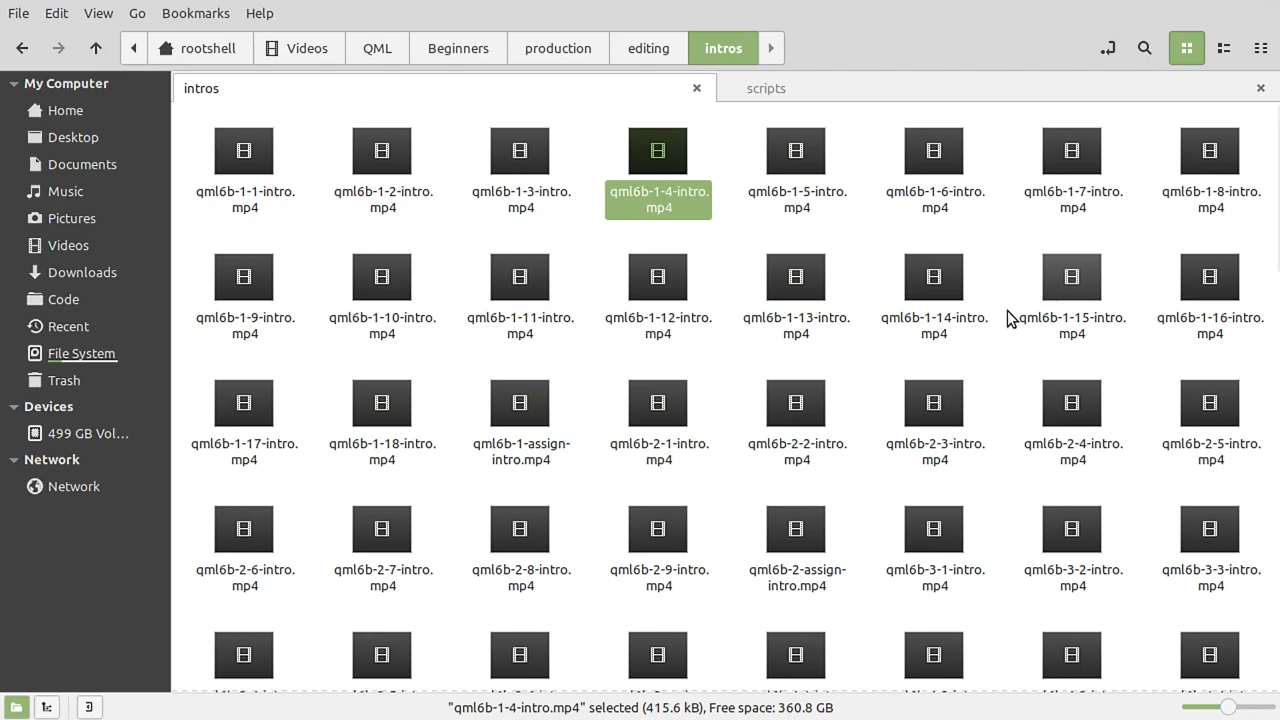 File Edit View Go Bookmarks Help
rootshell Videos QML Beginners production editing intros
My Computer
Home
Desktop
Documents
Music
Pictures
Videos
Downloads
Code
Recent
File System
Trash
Devices
499 GB Vol...
Network
Network
intros scripts
qml6b-1-1-intro.
mp4
qml6b-1-2-intro.
mp4
qml6b-1-3-intro.
mp4
qml6b-1-4-intro.
mp4
qml6b-1-5-intro.
mp4
qml6b-1-6-intro.
mp4
qml6b-1-7-intro.
mp4
qml6b-1-8-intro.
mp4
qml6b-1-9-intro.
mp4
qml6b-1-10-intro.
mp4
qml6b-1-11-intro.
mp4
qml6b-1-12-intro.
mp4
qml6b-1-13-intro.
mp4
qml6b-1-14-intro.
mp4
qml6b-1-15-intro.
mp4
qml6b-1-16-intro.
mp4
qml6b-1-17-intro.
mp4
qml6b-1-18-intro.
mp4
qml6b-1-assign-
intro.mp4
qml6b-2-1-intro.
mp4
qml6b-2-2-intro.
mp4
qml6b-2-3-intro.
mp4
qml6b-2-4-intro.
mp4
qml6b-2-5-intro.
mp4
qml6b-2-6-intro.
mp4
qml6b-2-7-intro.
mp4
qml6b-2-8-intro.
mp4
qml6b-2-9-intro.
mp4
qml6b-2-assign-
intro.mp4
qml6b-3-1-intro.
mp4
qml6b-3-2-intro.
mp4
qml6b-3-3-intro.
mp4
"qml6b-1-4-intro.mp4" selected (415.6 kB), Free space: 360.8 GB